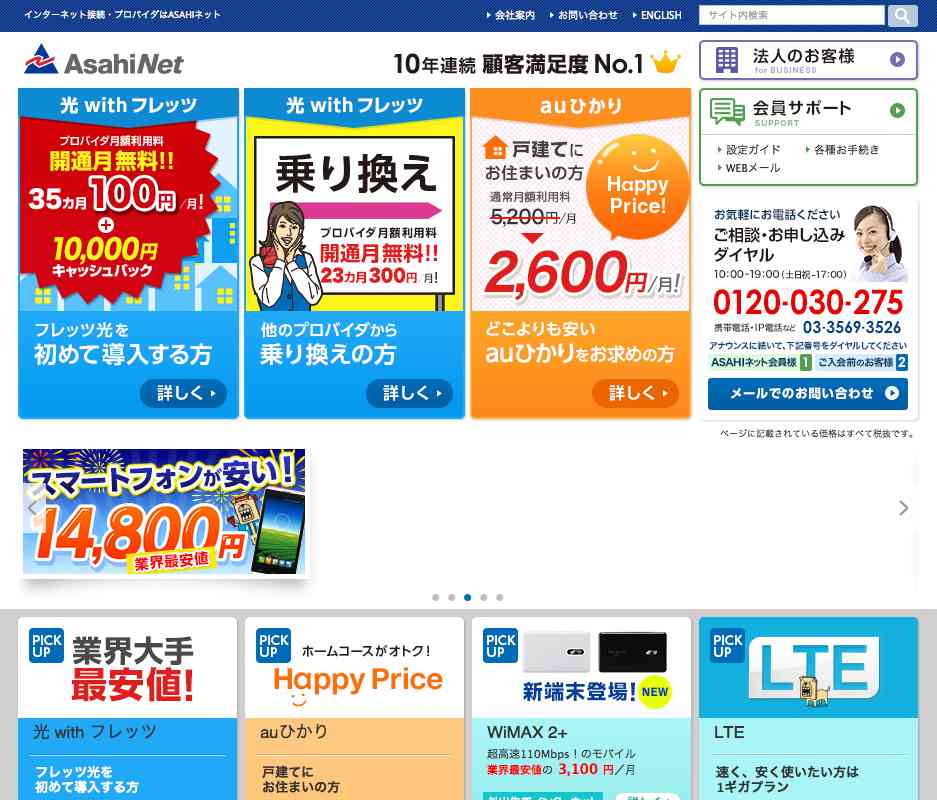 インターネット接続・プロバイダはASAHIネット
会社案内
お問い合わせ
ENGLISH
サイト内検索
AsahiNet
10年連続 顧客満足度 No.1
法人のお客様
for BUSINESS
会員サポート
SUPPORT
設定ガイド
各種お手続き
WEBメール
光 with フレッツ
プロバイダ月額利用料
開通月無料!!
35カ月100円/月!
+
10,000円
キャッシュバック
フレッツ光を
初めて導入する方
詳しく
光 with フレッツ
乗り換え
プロバイダ月額利用料
開通月無料!!
23カ月300円/月!
他のプロバイダから
乗り換えの方
詳しく
auひかり
戸建てに
お住まいの方
Happy
Price!
通常月額利用料
5,200円/月
2,600円/月!
どこよりも安い
auひかりをお求めの方
詳しく
お気軽にお電話ください
ご相談・お申し込み
ダイヤル
10:00-19:00(土日祝-17:00)
0120-030-275
携帯電話・IP電話など 03-3569-3526
アナウンスに続いて、下記番号をダイヤルしてください
ASAHIネット会員様 1
ご入会前のお客様 2
メールでのお問い合わせ
ページに記載されている価格はすべて税抜です。
スマートフォンが安い!
14,800円
業界最安値
PICK UP
業界大手
最安値!
光 with フレッツ
フレッツ光を
初めて導入する方
PICK UP
ホームコースがオトク!
Happy Price
auひかり
戸建てに
お住まいの方
PICK UP
新端末登場!
NEW
WiMAX 2+
超高速110Mbps!のモバイル
業界最安値の 3,100 円/月
PICK UP
LTE
LTE
速く、安く使いたい方は
1ギガプラン